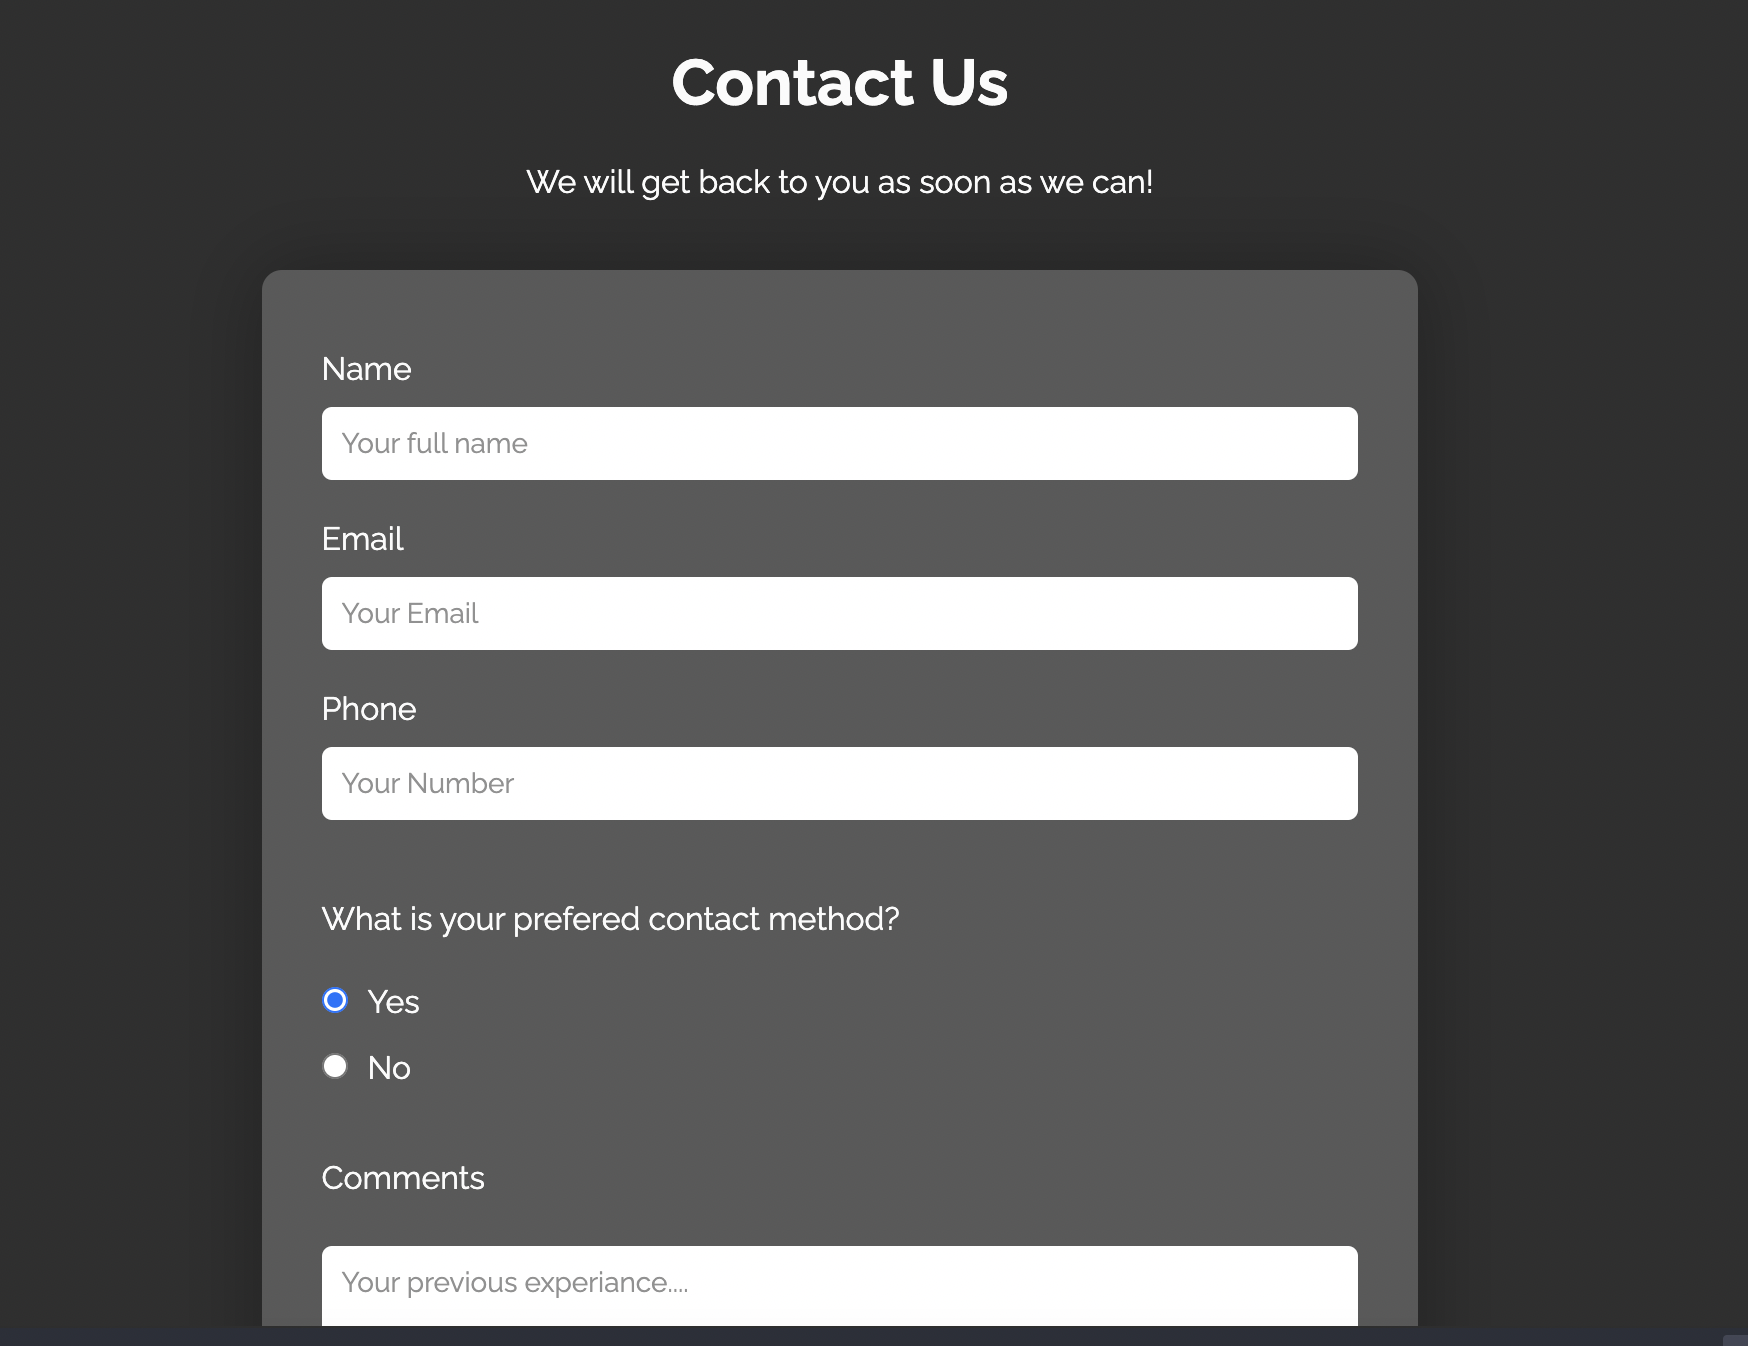 Contact Us
We will get back to you as soon as we can!
Name
Your full name
Email
Your Email
Phone
Your Number
What is your prefered contact method?
Yes
No
Comments
Your previous experiance....